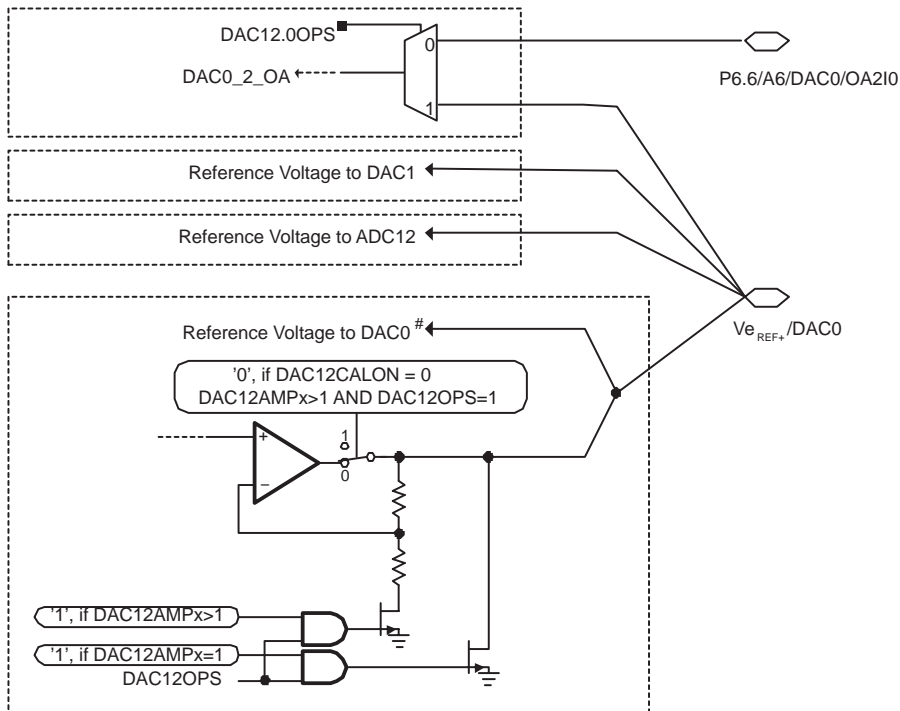 DAC12.0OPS
0
DAC0_2_OA
1
P6.6/A6/DAC0/OA2I0
Reference Voltage to DAC1
Reference Voltage to ADC12
Ve REF+ /DAC0
Reference Voltage to DAC0 #
'0', if DAC12CALON = 0
DAC12AMPx>1 AND DAC12OPS=1
+
1
0
−
'1', if DAC12AMPx>1
'1', if DAC12AMPx=1
DAC12OPS